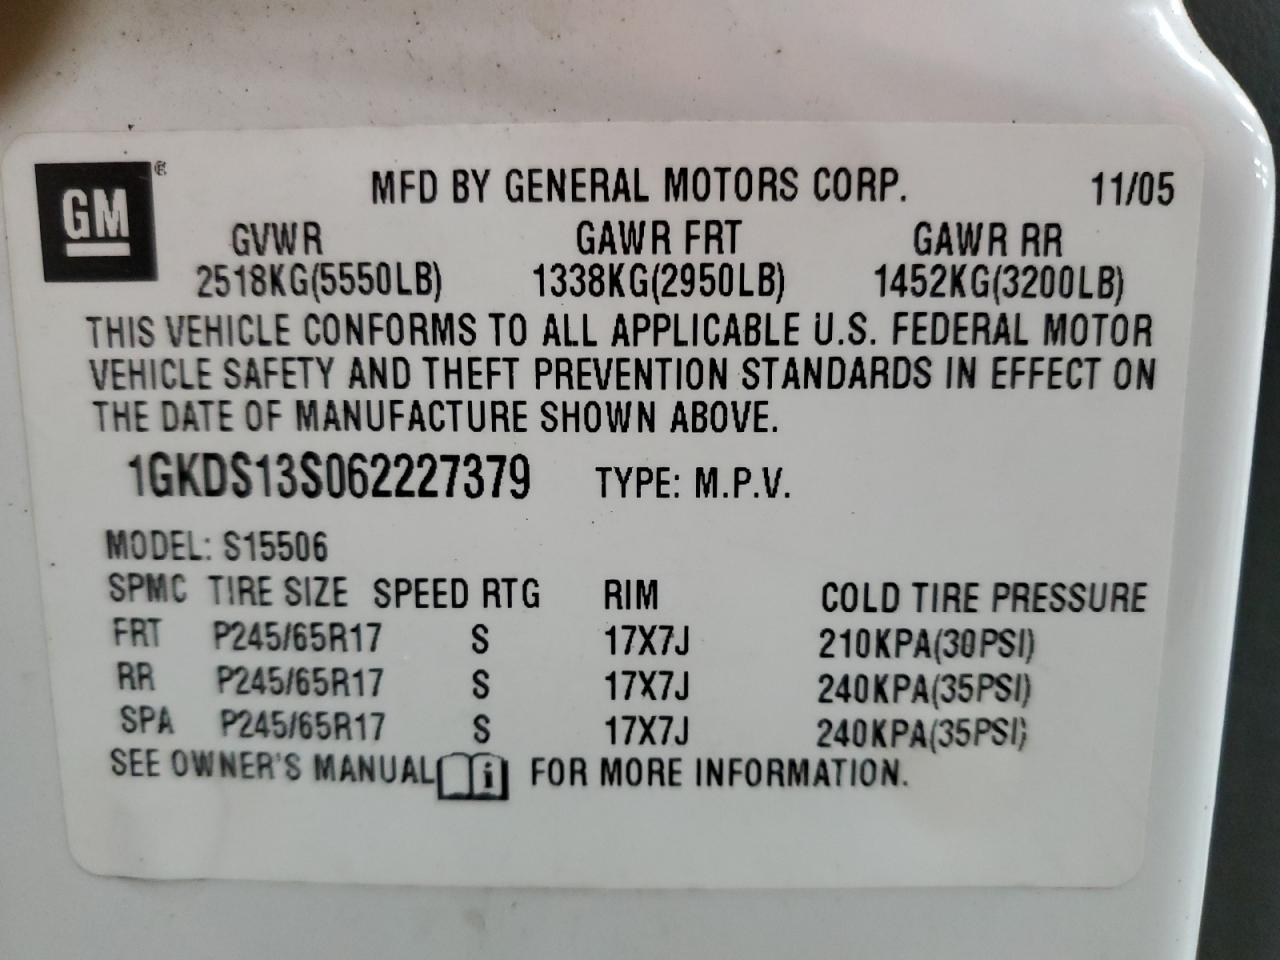 GM ® MFD BY GENERAL MOTORS CORP. 11/05
GVWR GAWR FRT GAWR RR
2518KG(5550LB) 1338KG(2950LB) 1452KG(3200LB)
THIS VEHICLE CONFORMS TO ALL APPLICABLE U.S. FEDERAL MOTOR
VEHICLE SAFETY AND THEFT PREVENTION STANDARDS IN EFFECT ON
THE DATE OF MANUFACTURE SHOWN ABOVE.
1GKDS13S062227379 TYPE: M.P.V.
MODEL: S15506
SPMC TIRE SIZE SPEED RTG RIM COLD TIRE PRESSURE
FRT P245/65R17 S 17X7J 210KPA(30PSI)
RR P245/65R17 S 17X7J 240KPA(35PSI)
SPA P245/65R17 S 17X7J 240KPA(35PSI)
SEE OWNER'S MANUAL i FOR MORE INFORMATION.